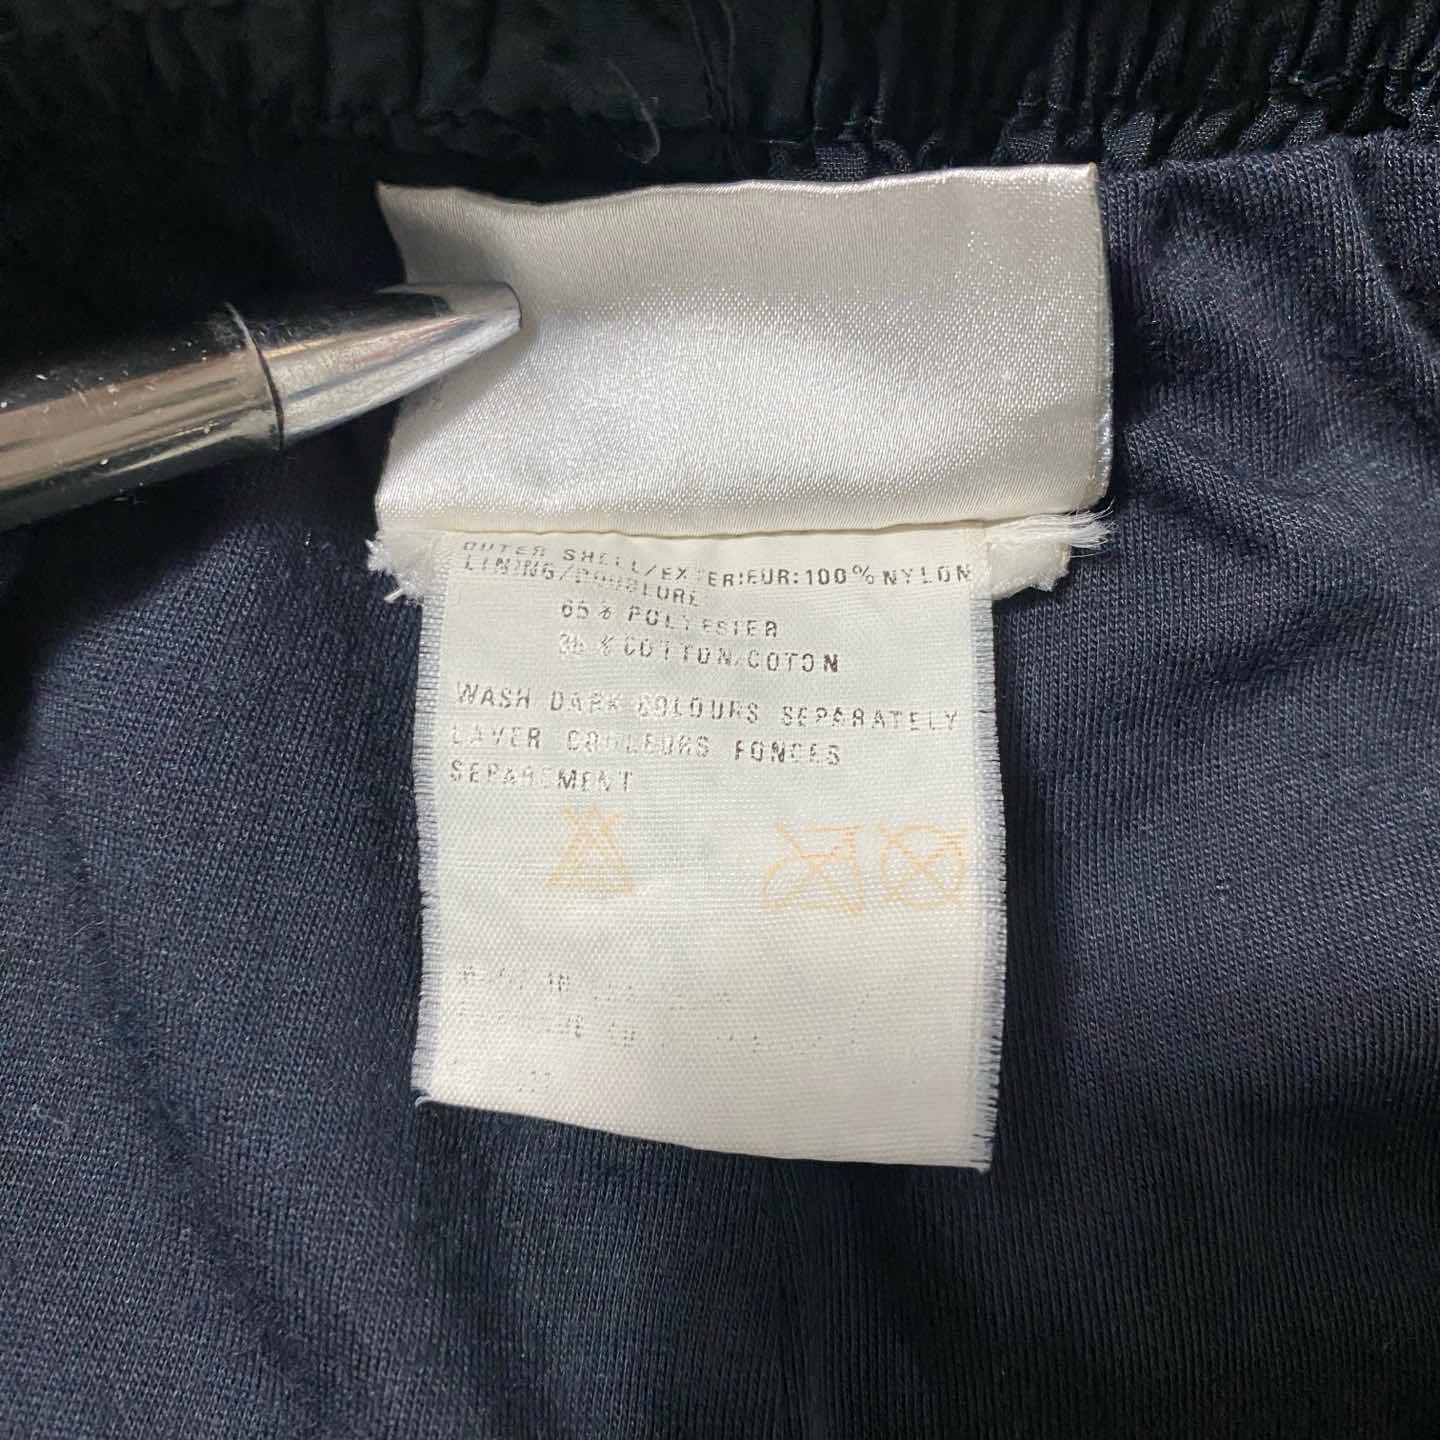 OUTER SHELL/EXTERIEUR:100%NYLON
LINING/DOUBLURE
65% POLYESTER
35%COTTON/COTON
WASH DARK COLOURS SEPARATELY
LAVER COULEURS FONCES
SEPAREMENT
IN